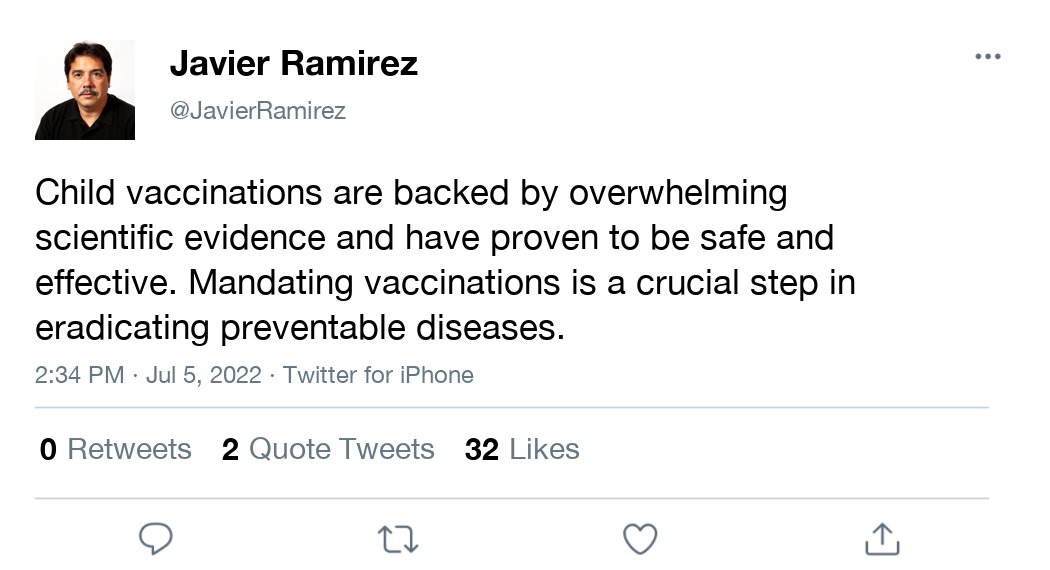 Javier Ramirez
@JavierRamirez
Child vaccinations are backed by overwhelming
scientific evidence and have proven to be safe and
effective. Mandating vaccinations is a crucial step in
eradicating preventable diseases.
2:34 PM · Jul 5, 2022 · Twitter for iPhone
0 Retweets 2 Quote Tweets 32 Likes